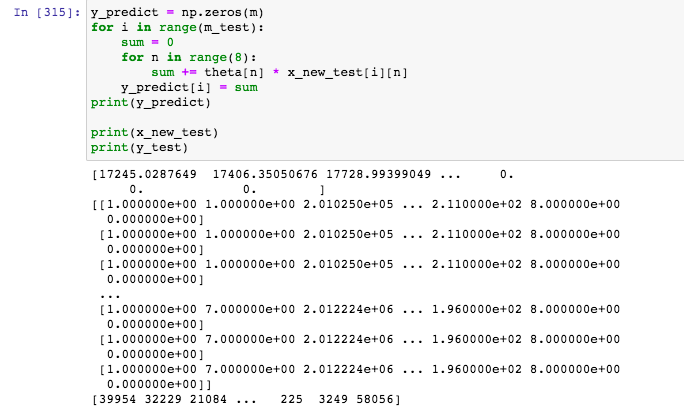 In [315]: y_predict = np.zeros(m)
for i in range(m_test):
    sum = 0
    for n in range(8):
        sum += theta[n] * x_new_test[i][n]
    y_predict[i] = sum
print(y_predict)

print(x_new_test)
print(y_test)
[17245.0287649  17406.35050676 17728.99399049 ...     0.
     0.             0.        ]
[[1.000000e+00 1.000000e+00 2.010250e+05 ... 2.110000e+02 8.000000e+00
  0.000000e+00]
 [1.000000e+00 1.000000e+00 2.010250e+05 ... 2.110000e+02 8.000000e+00
  0.000000e+00]
 [1.000000e+00 1.000000e+00 2.010250e+05 ... 2.110000e+02 8.000000e+00
  0.000000e+00]
 ...
 [1.000000e+00 7.000000e+00 2.012224e+06 ... 1.960000e+02 8.000000e+00
  0.000000e+00]
 [1.000000e+00 7.000000e+00 2.012224e+06 ... 1.960000e+02 8.000000e+00
  0.000000e+00]
 [1.000000e+00 7.000000e+00 2.012224e+06 ... 1.960000e+02 8.000000e+00
  0.000000e+00]]
[39954 32229 21084 ...   225  3249 58056]